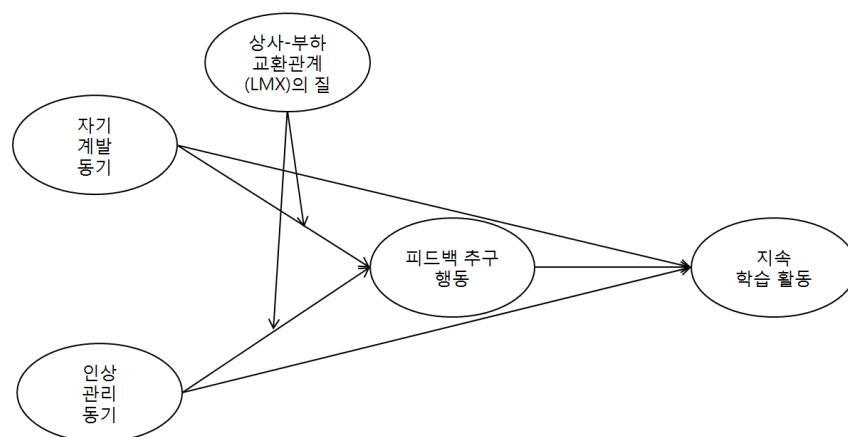 상사-부하
교환관계
(LMX)의 질
자기
계발
동기
피드백 추구
행동
지속
학습 활동
인상
관리
동기